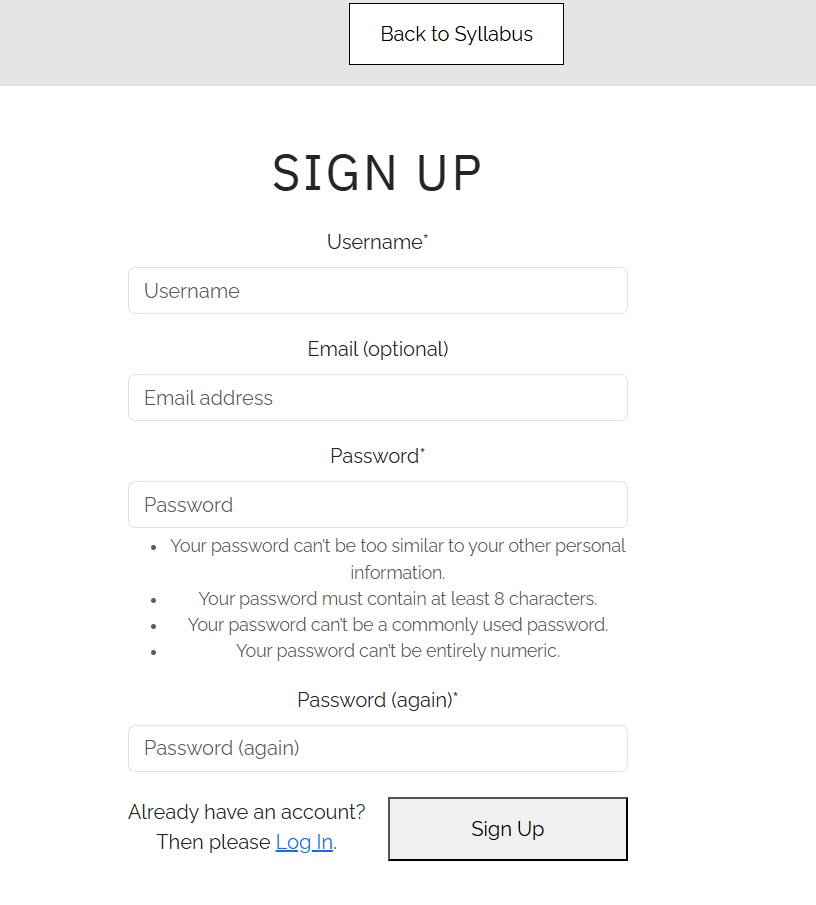 Back to Syllabus
SIGN UP
Username*
Username
Email (optional)
Email address
Password*
Password
• Your password can't be too similar to your other personal
information.
• Your password must contain at least 8 characters.
• Your password can't be a commonly used password.
• Your password can't be entirely numeric.
Password (again)*
Password (again)
Already have an account?
Then please Log In.
Sign Up